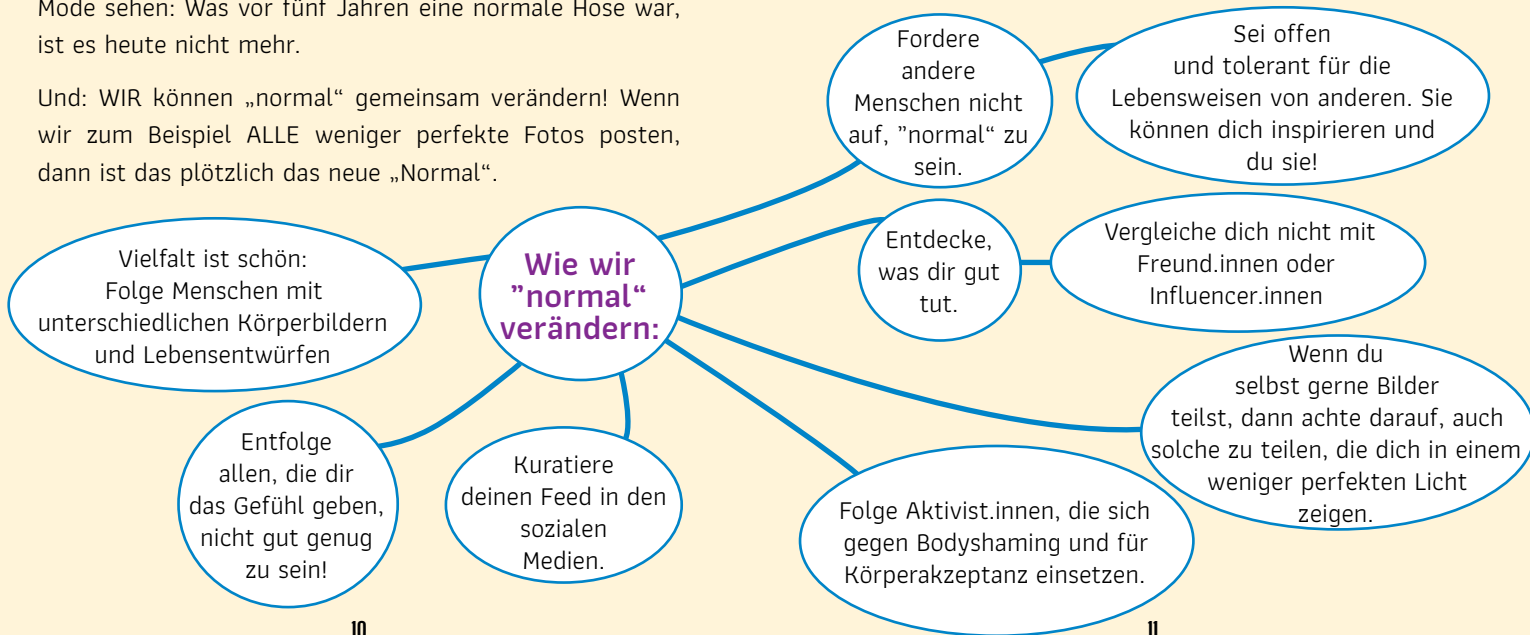 Mode sehen: Was vor fünf Jahren eine normale Hose war,
ist es heute nicht mehr.
Und: WIR können „normal“ gemeinsam verändern! Wenn
wir zum Beispiel ALLE weniger perfekte Fotos posten,
dann ist das plötzlich das neue „Normal“.
Wie wir
”normal“
verändern:
Fordere
andere
Menschen nicht
auf, ”normal“ zu
sein.
Sei offen
und tolerant für die
Lebensweisen von anderen. Sie
können dich inspirieren und
du sie!
Entdecke,
was dir gut
tut.
Vergleiche dich nicht mit
Freund.innen oder
Influencer.innen
Wenn du
selbst gerne Bilder
teilst, dann achte darauf, auch
solche zu teilen, die dich in einem
weniger perfekten Licht
zeigen.
Folge Aktivist.innen, die sich
gegen Bodyshaming und für
Körperakzeptanz einsetzen.
Kuratiere
deinen Feed in den
sozialen
Medien.
Entfolge
allen, die dir
das Gefühl geben,
nicht gut genug
zu sein!
Vielfalt ist schön:
Folge Menschen mit
unterschiedlichen Körperbildern
und Lebensentwürfen
10
11